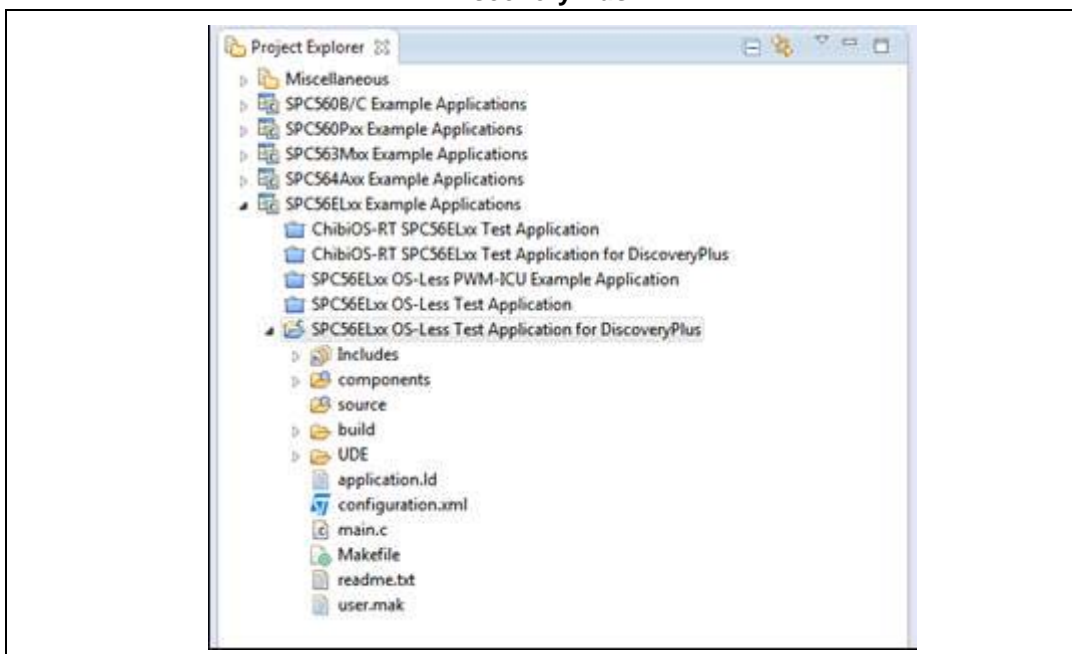 Project Explorer
Miscellaneous
SPC560B/C Example Applications
SPC560Pxx Example Applications
SPC563Mxx Example Applications
SPC564Axx Example Applications
SPC56ELxx Example Applications
ChibiOS-RT SPC56ELxx Test Application
ChibiOS-RT SPC56ELxx Test Application for DiscoveryPlus
SPC56ELxx OS-Less PWM-ICU Example Application
SPC56ELxx OS-Less Test Application
SPC56ELxx OS-Less Test Application for DiscoveryPlus
Includes
components
source
build
UDE
application.ld
configuration.xml
main.c
Makefile
readme.txt
user.mak